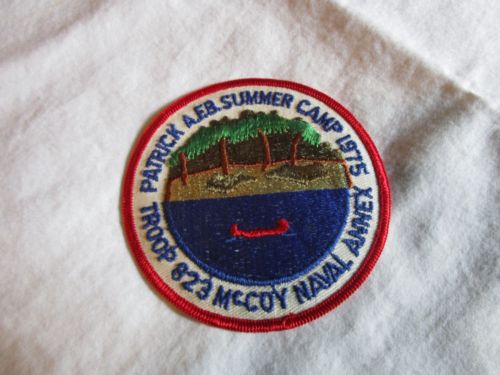 PATRICK A.F.B. SUMMER CAMP 1975
TROOP 823 McCOY NAVAL ANNEX